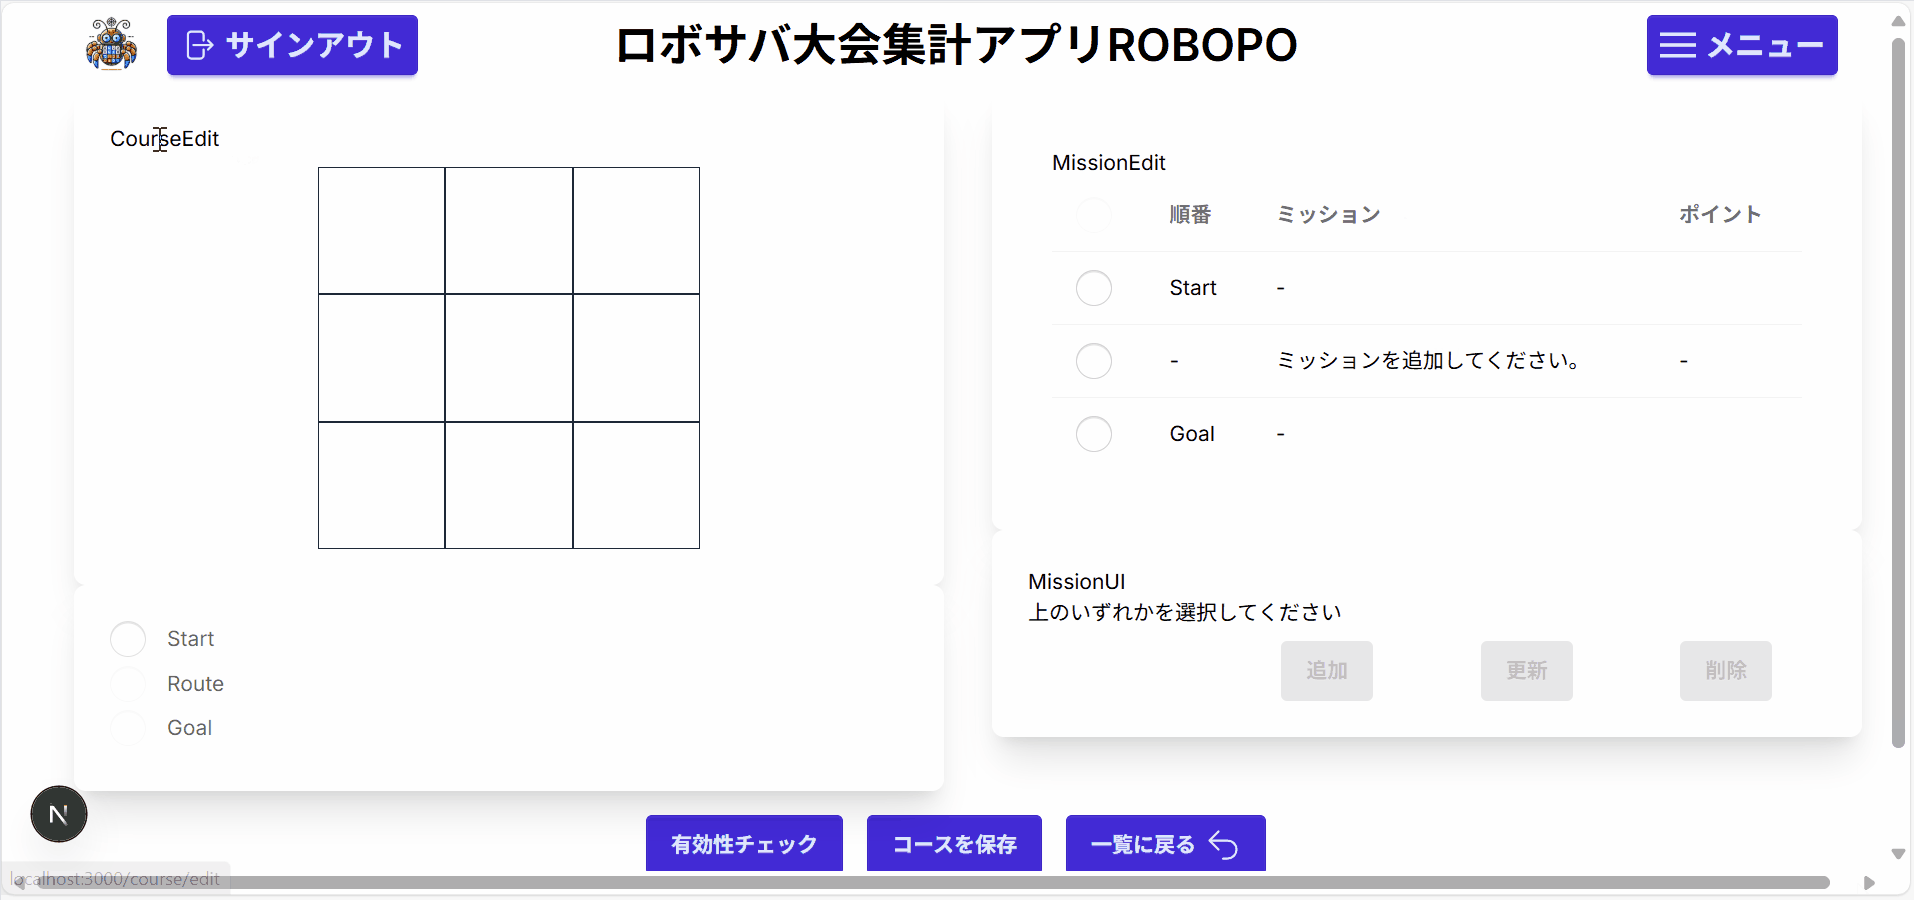 サインアウト
ロボサバ大会集計アプリROBOPO
メニュー
CourseEdit
Start
Route
Goal
MissionEdit
順番 ミッション ポイント
Start -
- ミッションを追加してください。 -
Goal -
MissionUI
上のいずれかを選択してください
追加 更新 削除
有効性チェック コースを保存 一覧に戻る
N
localhost:3000/course/edit